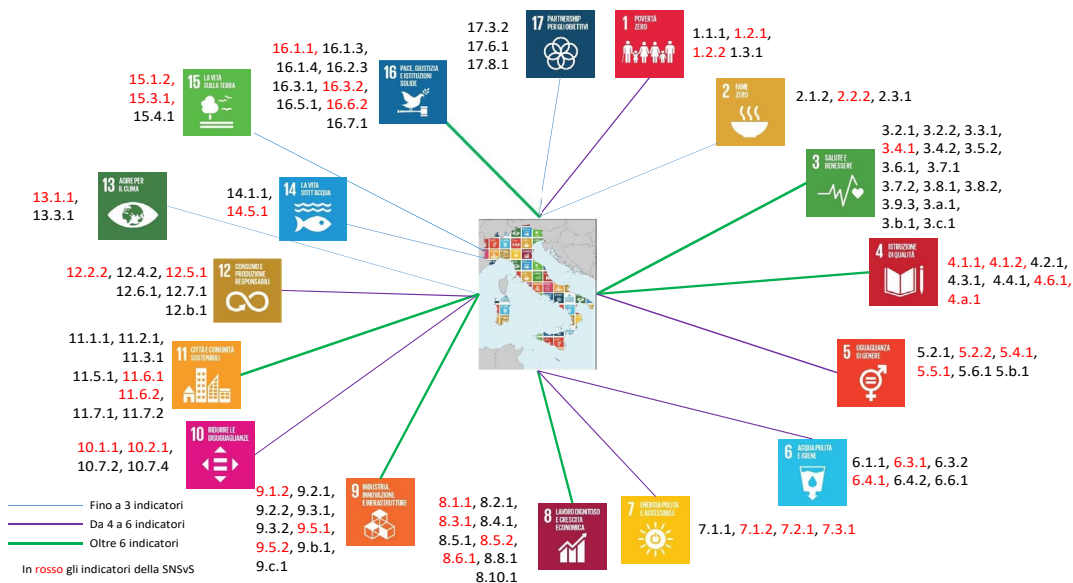 17 PARTNERSHIP
PER GLI OBIETTIVI
17.3.2
17.6.1
17.8.1
1 POVERTÀ
ZERO
1.1.1, 1.2.1,
1.2.2 1.3.1
2 FAME
ZERO
2.1.2, 2.2.2, 2.3.1
3 SALUTE E
BENESSERE
3.2.1, 3.2.2, 3.3.1,
3.4.1, 3.4.2, 3.5.2,
3.6.1, 3.7.1
3.7.2, 3.8.1, 3.8.2,
3.9.3, 3.a.1,
3.b.1, 3.c.1
4 ISTRUZIONE
DI QUALITÀ
4.1.1, 4.1.2, 4.2.1,
4.3.1, 4.4.1, 4.6.1,
4.a.1
5 UGUAGLIANZA
DI GENERE
5.2.1, 5.2.2, 5.4.1,
5.5.1, 5.6.1 5.b.1
6 ACQUA PULITA
E IGIENE
6.1.1, 6.3.1, 6.3.2
6.4.1, 6.4.2, 6.6.1
7 ENERGIA PULITA
E ACCESSIBILE
7.1.1, 7.1.2, 7.2.1, 7.3.1
8 LAVORO DIGNITOSO
E CRESCITA
ECONOMICA
8.1.1, 8.2.1,
8.3.1, 8.4.1,
8.5.1, 8.5.2,
8.6.1, 8.8.1
8.10.1
9 INDUSTRIA,
INNOVAZIONE
E INFRASTRUTTURE
9.1.2, 9.2.1,
9.2.2, 9.3.1,
9.3.2, 9.5.1,
9.5.2, 9.b.1,
9.c.1
10 RIDURRE LE
DISUGUAGLIANZE
10.1.1, 10.2.1,
10.7.2, 10.7.4
11 CITTÀ E COMUNITÀ
SOSTENIBILI
11.1.1, 11.2.1,
11.3.1
11.5.1, 11.6.1
11.6.2,
11.7.1, 11.7.2
12 CONSUMO E
PRODUZIONE
RESPONSABILI
12.2.2, 12.4.2, 12.5.1
12.6.1, 12.7.1
12.b.1
13 AGIRE PER
IL CLIMA
13.1.1,
13.3.1
14 LA VITA
SOTT'ACQUA
14.1.1,
14.5.1
15 LA VITA
SULLA TERRA
15.1.2,
15.3.1,
15.4.1
16 PACE, GIUSTIZIA
E ISTITUZIONI
SOLIDE
16.1.1, 16.1.3,
16.1.4, 16.2.3
16.3.1, 16.3.2,
16.5.1, 16.6.2
16.7.1
Fino a 3 indicatori
Da 4 a 6 indicatori
Oltre 6 indicatori
In rosso gli indicatori della SNSvS